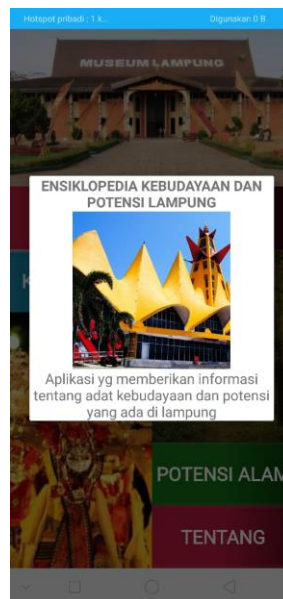 Hotspot pribadi : 1 k...
Digunakan 0 B
MUSEUM LAMPUNG
ENSIKLOPEDIA KEBUDAYAAN DAN
POTENSI LAMPUNG
K
Aplikasi yg memberikan informasi
tentang adat kebudayaan dan potensi
yang ada di lampung
POTENSI ALAM
TENTANG